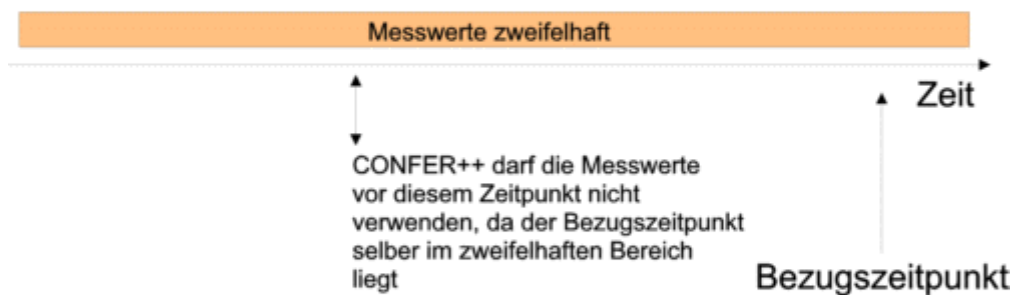 Messwerte zweifelhaft
Zeit
CONFER++ darf die Messwerte
vor diesem Zeitpunkt nicht
verwenden, da der Bezugszeitpunkt
selber im zweifelhaften Bereich
liegt
Bezugszeitpunkt